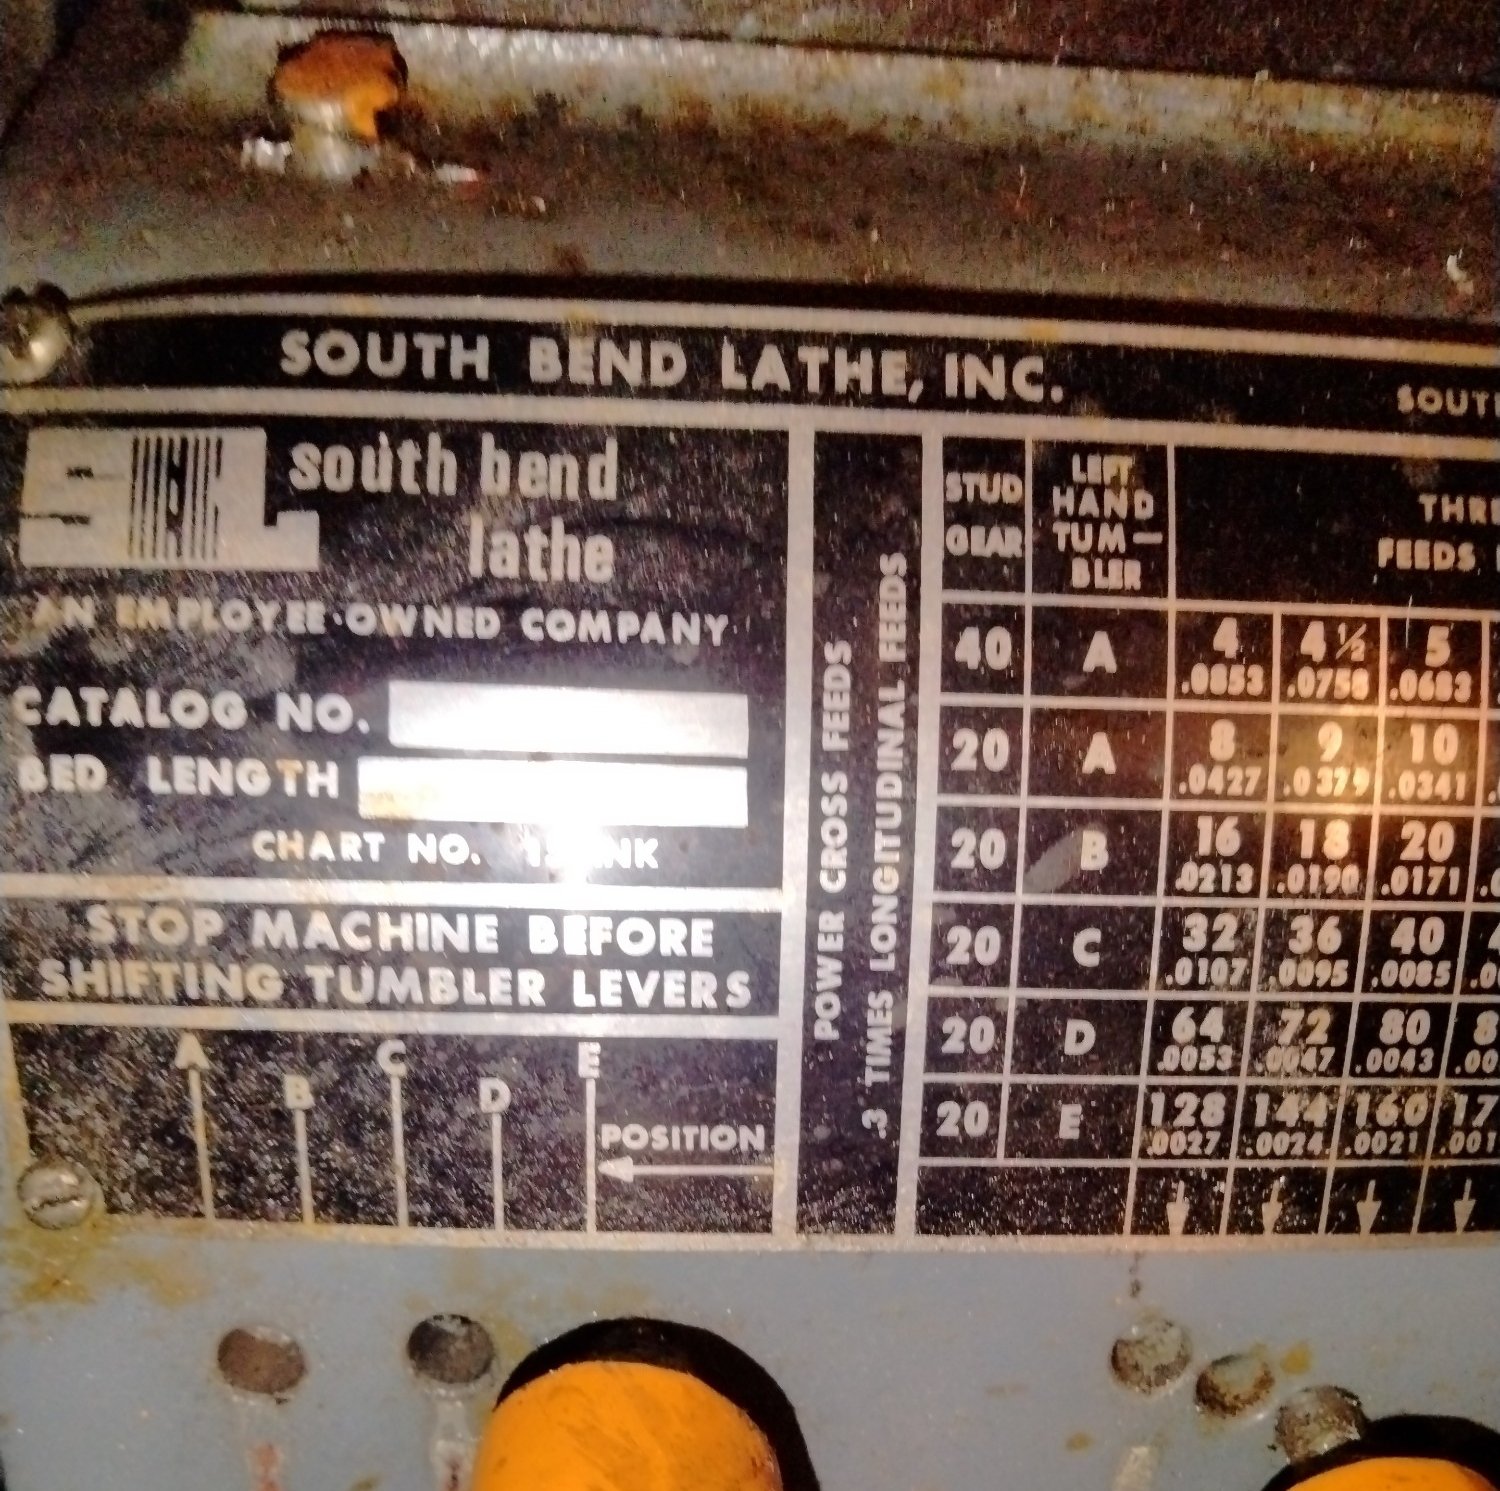 SOUTH BEND LATHE, INC.
SOUTH
SBL
south bend
lathe
AN EMPLOYEE-OWNED COMPANY
CATALOG NO.
BED LENGTH
CHART NO.
STOP MACHINE BEFORE
SHIFTING TUMBLER LEVERS
A B C D E
POSITION
POWER CROSS FEEDS
.3 TIMES LONGITUDINAL FEEDS
STUD
GEAR
LEFT
HAND
TUM-
BLER
FEEDS
40 A 4 4½ 5
.0853 .0758 .0683
20 A 8 9 10
.0427 .0379 .0341
20 B 16 18 20
.0213 .0190 .0171
20 C 32 36 40
.0107 .0095 .0085
20 D 64 72 80
.0053 .0047 .0043
20 E 128 144 160
.0027 .0024 .0021